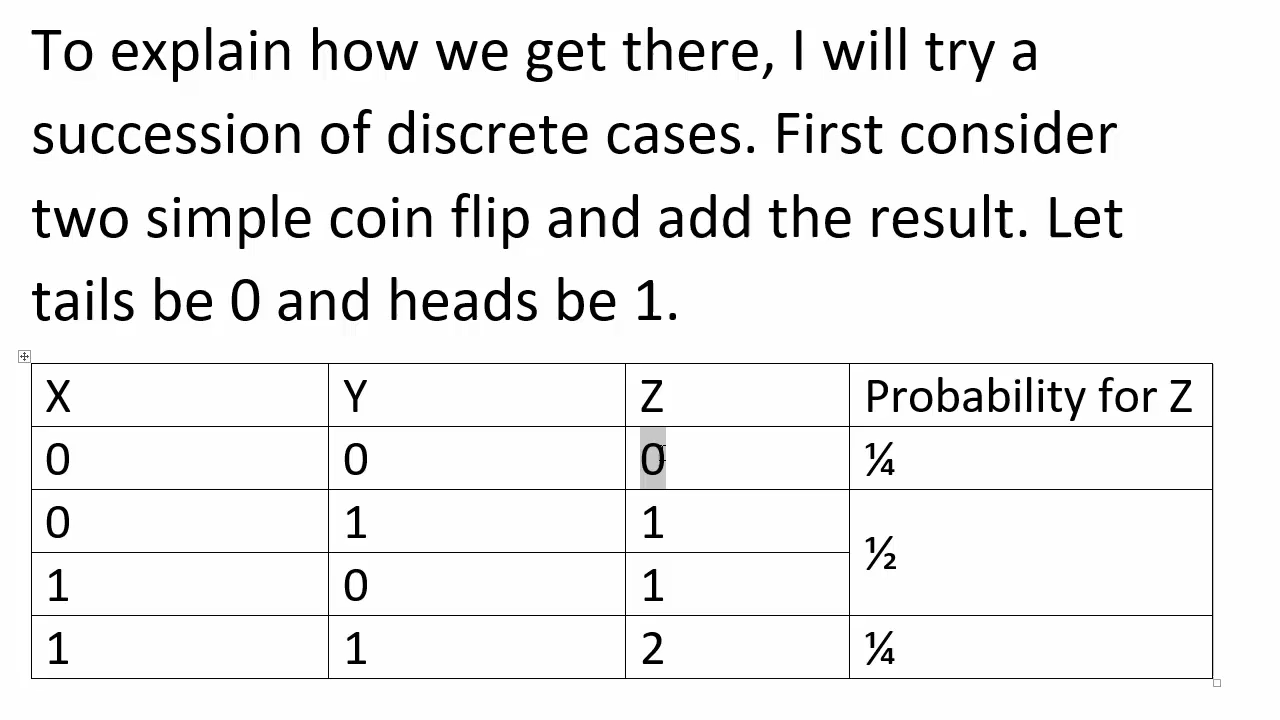 To explain how we get there, I will try a
succession of discrete cases. First consider
two simple coin flip and add the result. Let
tails be 0 and heads be 1.
X Y Z Probability for Z
0 0 0 ¼
0 1 1 ½
1 0 1
1 1 2 ¼